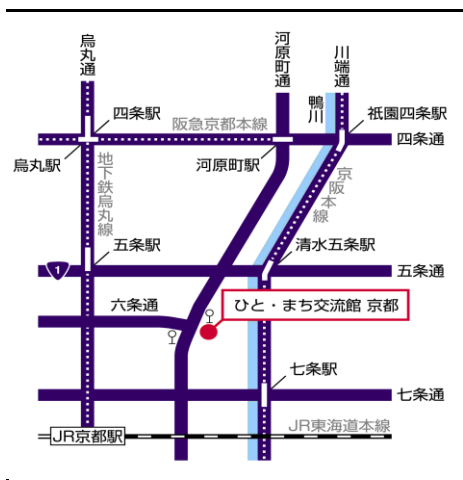 烏丸通
河原町通
川端通
鴨川
四条駅
阪急京都本線
祇園四条駅
四条通
烏丸駅
地下鉄烏丸線
河原町駅
京阪本線
五条駅
清水五条駅
1
五条通
六条通
ひと・まち交流館 京都
七条駅
七条通
JR東海道本線
JR京都駅